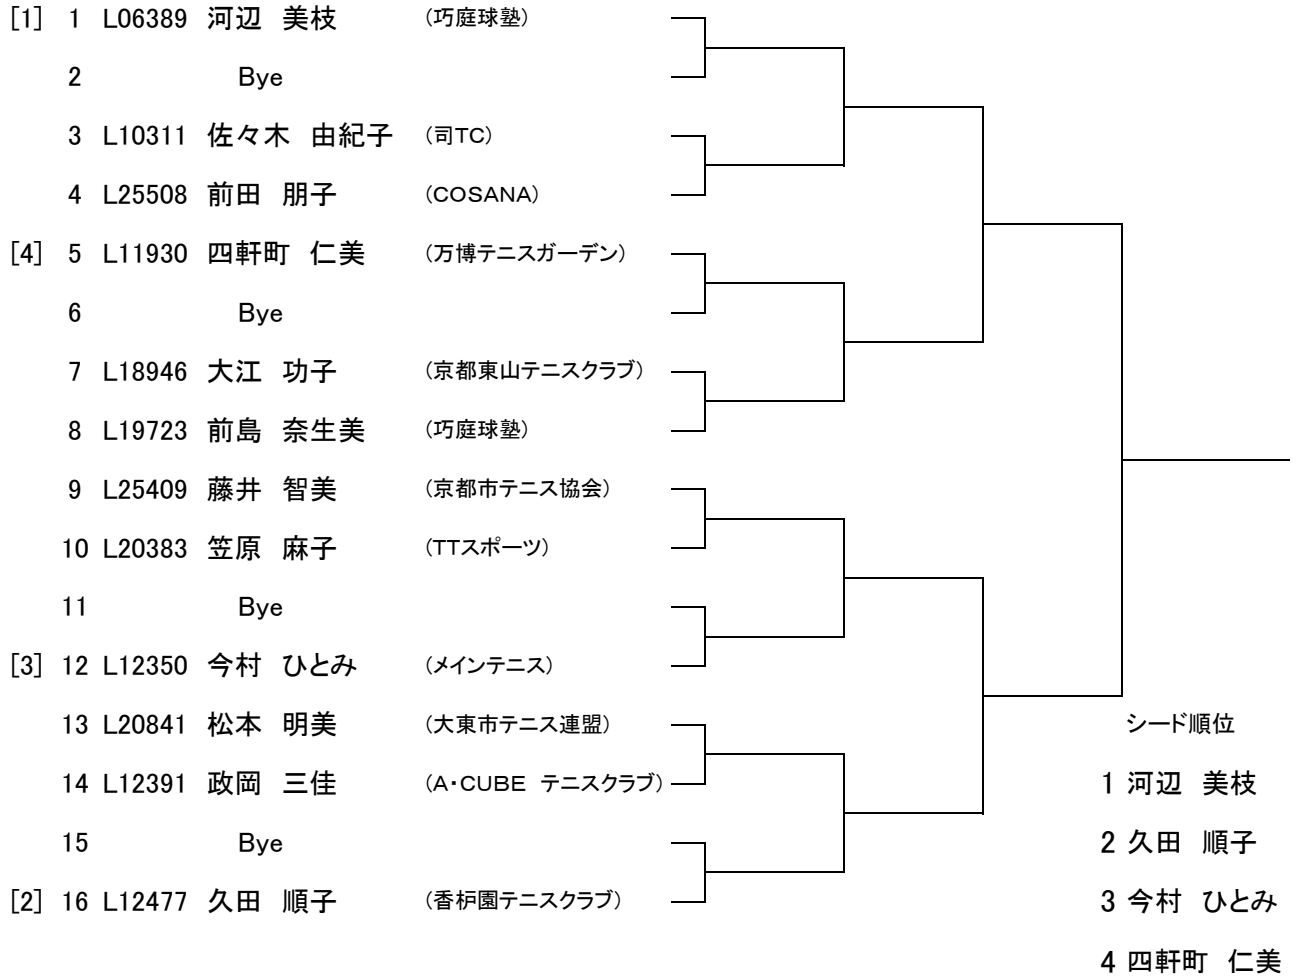 [1] 1 L06389 河辺　美枝 (巧庭球塾)
2 Bye
3 L10311 佐々木　由紀子 (司TC)
4 L25508 前田　朋子 (COSANA)
[4] 5 L11930 四軒町　仁美 (万博テニスガーデン)
6 Bye
7 L18946 大江　功子 (京都東山テニスクラブ)
8 L19723 前島　奈生美 (巧庭球塾)
9 L25409 藤井　智美 (京都市テニス協会)
10 L20383 笠原　麻子 (TTスポーツ)
11 Bye
[3] 12 L12350 今村　ひとみ (メインテニス)
13 L20841 松本　明美 (大東市テニス連盟)
14 L12391 政岡　三佳 (A・CUBE　テニスクラブ)
15 Bye
[2] 16 L12477 久田　順子 (香枦園テニスクラブ)
シード順位
1 河辺　美枝
2 久田　順子
3 今村　ひとみ
4 四軒町　仁美